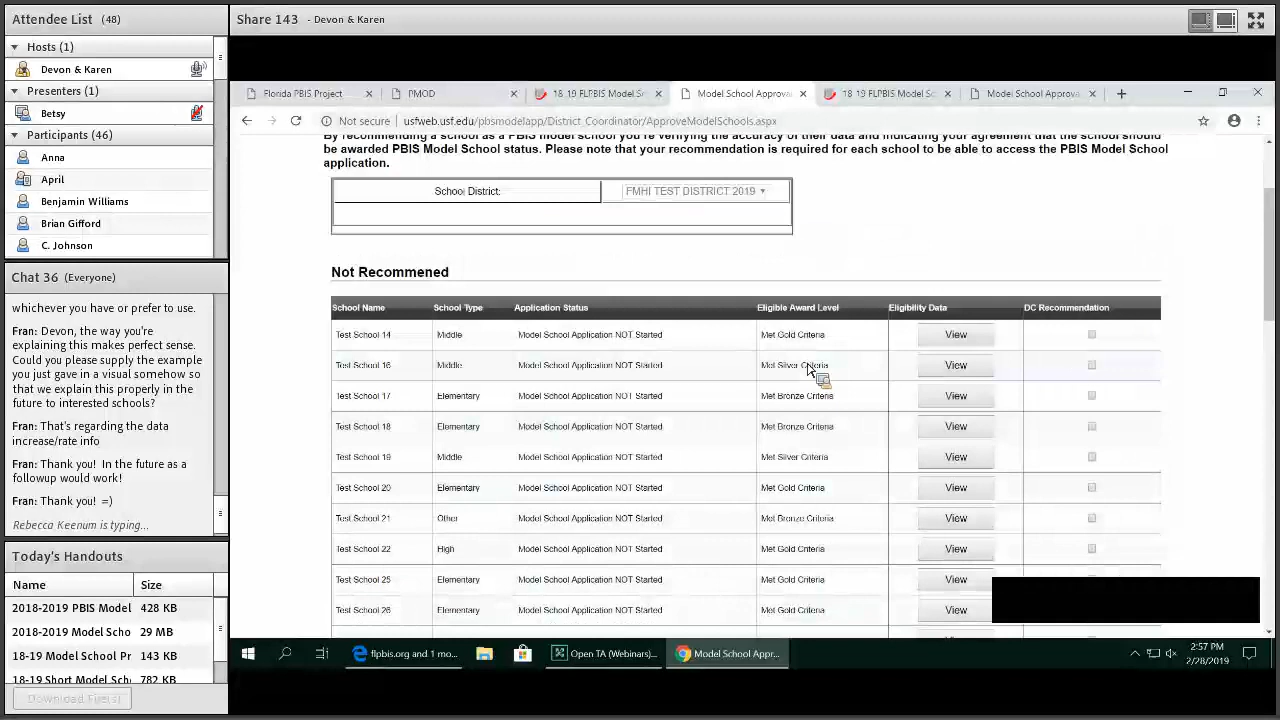 Attendee List (48)
Hosts (1)
Devon & Karen
Presenters (1)
Betsy
Participants (46)
Anna
April
Benjamin Williams
Brian Gifford
C. Johnson
Chat 36 (Everyone)
whichever you have or prefer to use.
Fran: Devon, the way you're
explaining this makes perfect sense.
Could you please supply the example
you just gave in a visual somehow so
that we explain this properly in the
future to interested schools?
Fran: That's regarding the data
increase/rate info
Fran: Thank you! In the future as a
followup would work!
Fran: Thank you! =)
Rebecca Keenum is typing...
Today's Handouts
Name Size
2018-2019 PBIS Model 428 KB
2018-2019 Model Scho 29 MB
18-19 Model School Pr 143 KB
18-19 Short Model Sch 782 KB
Download File(s)
Share 143 - Devon & Karen
Florida PBIS Project PMOD 18-19 FLPBIS Model Sc Model School Approva 18-19 FLPBIS Model Sc Model School Approva
Not secure usfweb.usf.edu/pbsmodelapp/District_Coordinator/ApproveModelSchools.aspx
By recommending a school as a PBIS model school you're verifying the accuracy of their data and indicating your agreement that the school should
be awarded PBIS Model School status. Please note that your recommendation is required for each school to be able to access the PBIS Model School
application.
School District: FMHI TEST DISTRICT 2019
Not Recommened
School Name School Type Application Status Eligible Award Level Eligibility Data DC Recommendation
Test School 14 Middle Model School Application NOT Started Met Gold Criteria View
Test School 16 Middle Model School Application NOT Started Met Silver Criteria View
Test School 17 Elementary Model School Application NOT Started Met Bronze Criteria View
Test School 18 Elementary Model School Application NOT Started Met Bronze Criteria View
Test School 19 Middle Model School Application NOT Started Met Silver Criteria View
Test School 20 Elementary Model School Application NOT Started Met Gold Criteria View
Test School 21 Other Model School Application NOT Started Met Bronze Criteria View
Test School 22 High Model School Application NOT Started Met Gold Criteria View
Test School 25 Elementary Model School Application NOT Started Met Gold Criteria View
Test School 26 Elementary Model School Application NOT Started Met Gold Criteria View
flpbis.org and 1 mo... Open TA (Webinars)... Model School Appr...
2:57 PM
2/28/2019